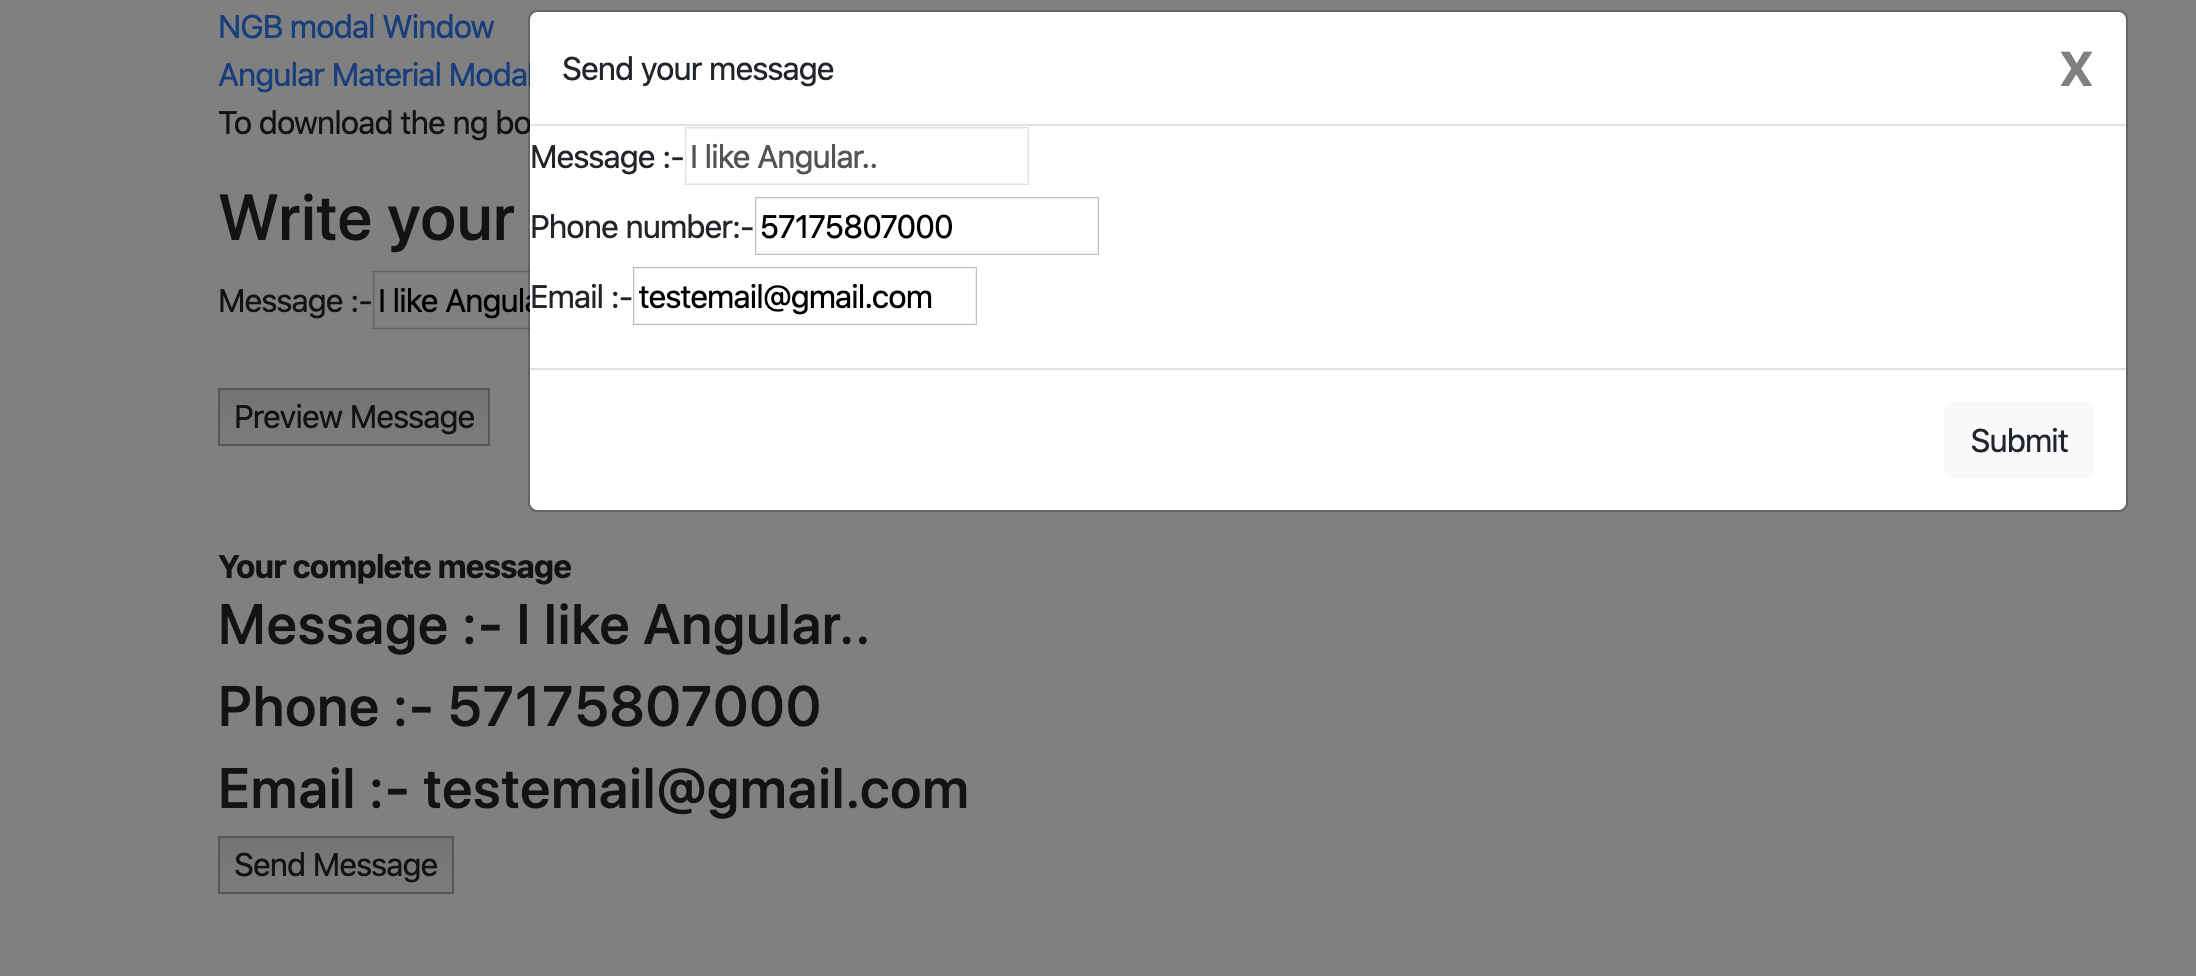 NGB modal Window
Angular Material Modal
To download the ng bo
Write your
Message :- I like Angula
Preview Message
Send your message
X
Message :- I like Angular..
Phone number:- 57175807000
Email :- testemail@gmail.com
Submit
Your complete message
Message :- I like Angular..
Phone :- 57175807000
Email :- testemail@gmail.com
Send Message